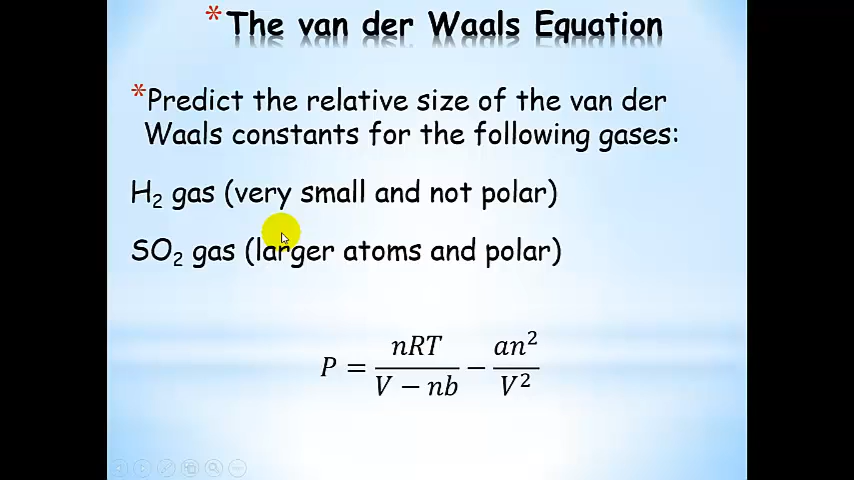 *The van der Waals Equation
*Predict the relative size of the van der
Waals constants for the following gases:
H₂ gas (very small and not polar)
SO₂ gas (larger atoms and polar)
P = nRT/(V − nb) − an²/V²